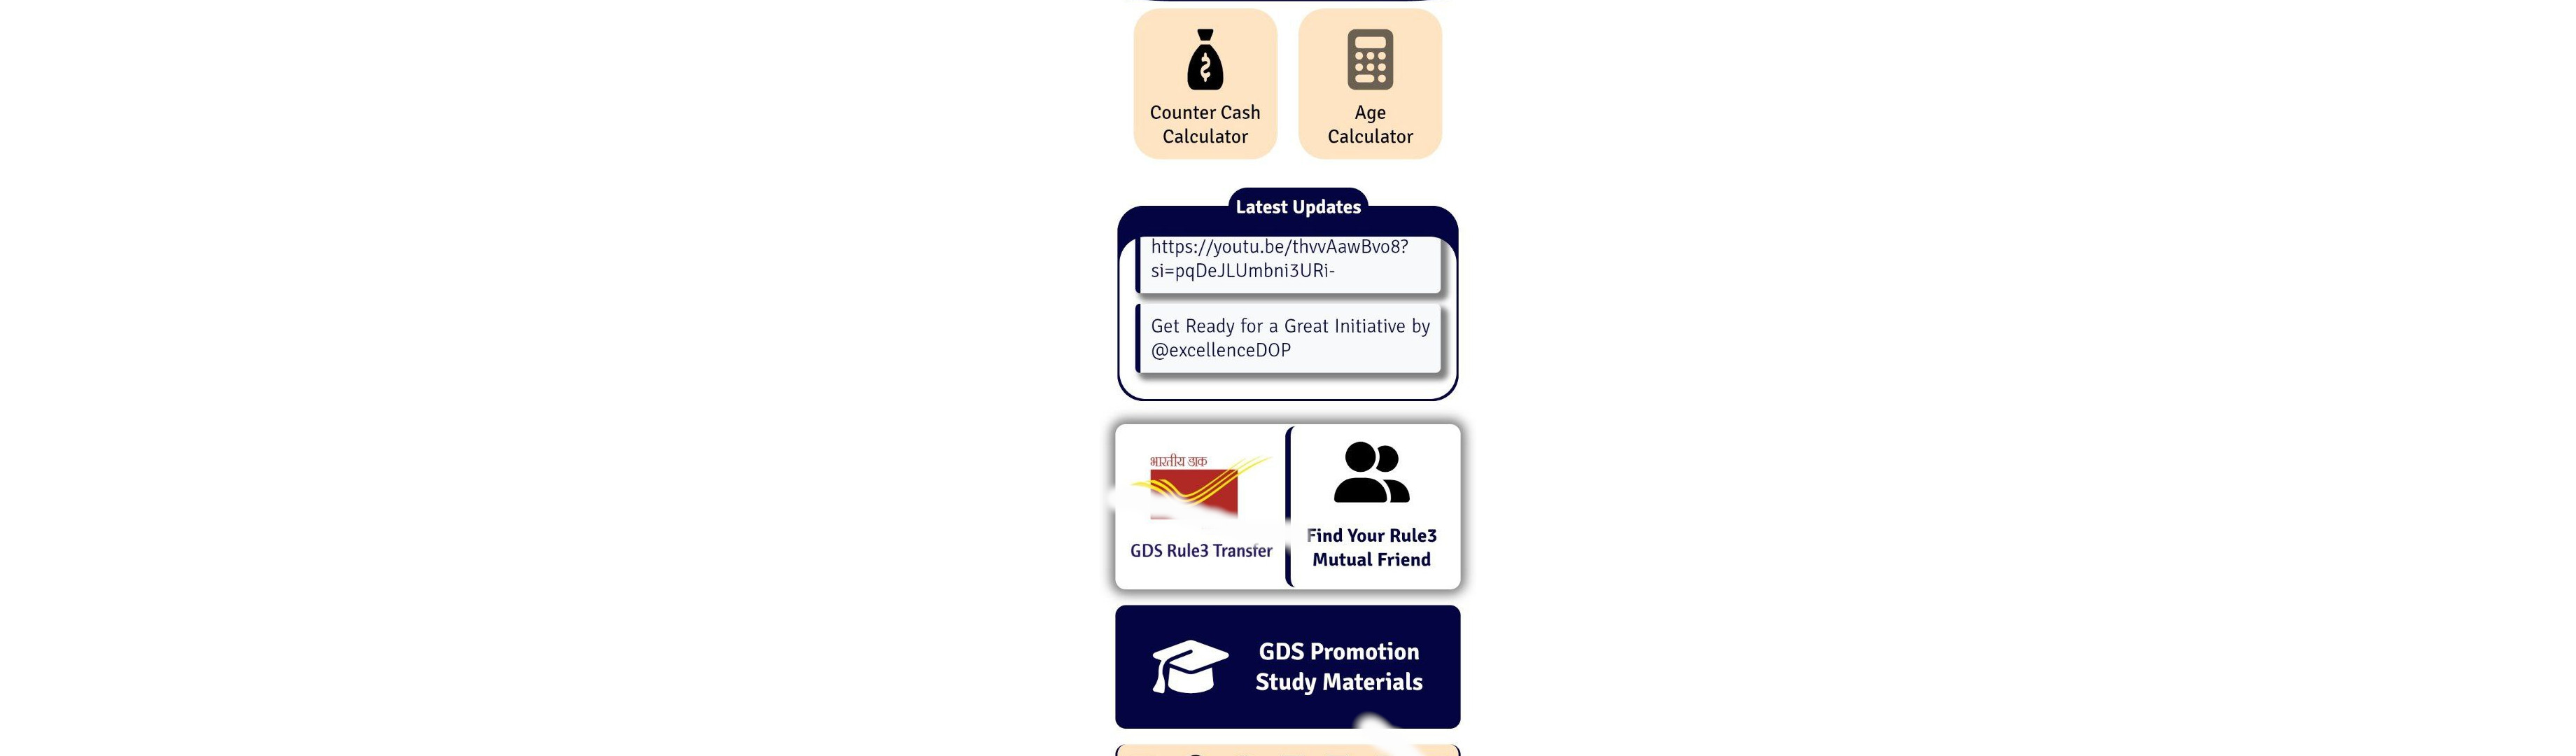 Counter Cash
Calculator
Age
Calculator
Latest Updates
https://youtu.be/thvvAawBvo8?
si=pqDeJLUmbni3URi-
Get Ready for a Great Initiative by
@excellenceDOP
भारतीय डाक
GDS Rule3 Transfer
Find Your Rule3
Mutual Friend
GDS Promotion
Study Materials